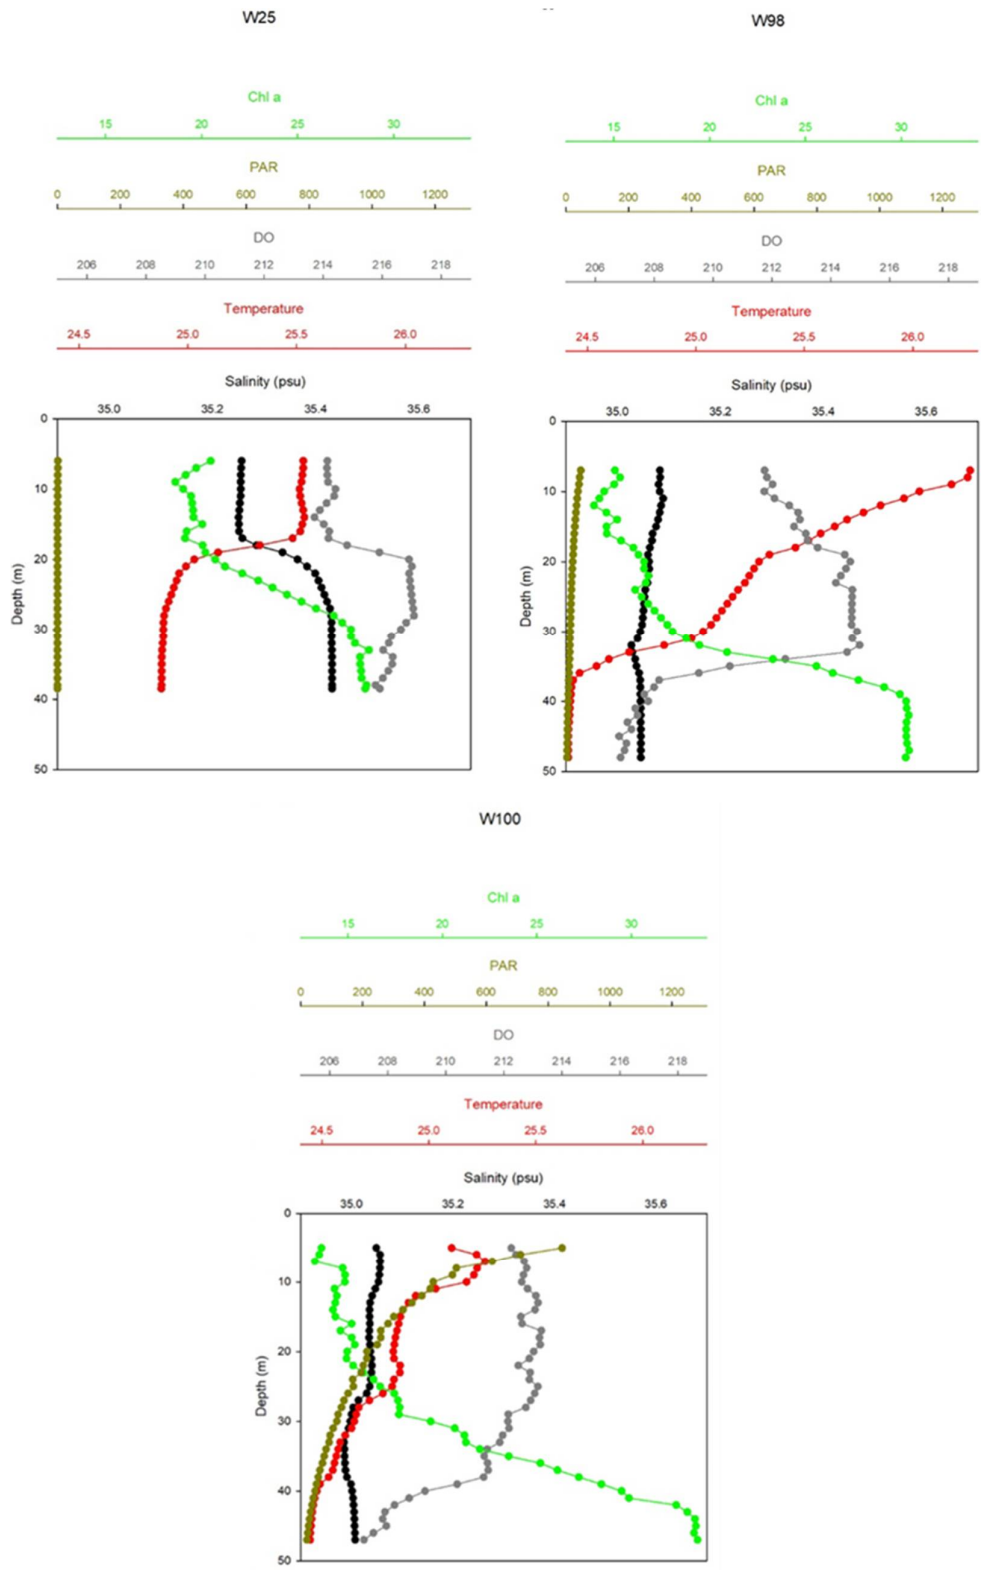 W25
Chl a
15 20 25 30
PAR
0 200 400 600 800 1000 1200
DO
206 208 210 212 214 216 218
Temperature
24.5 25.0 25.5 26.0
Salinity (psu)
35.0 35.2 35.4 35.6
0
10
20
30
40
50
Depth (m)
W98
Chl a
15 20 25 30
PAR
0 200 400 600 800 1000 1200
DO
206 208 210 212 214 216 218
Temperature
24.5 25.0 25.5 26.0
Salinity (psu)
35.0 35.2 35.4 35.6
0
10
20
30
40
50
Depth (m)
W100
Chl a
15 20 25 30
PAR
0 200 400 600 800 1000 1200
DO
206 208 210 212 214 216 218
Temperature
24.5 25.0 25.5 26.0
Salinity (psu)
35.0 35.2 35.4 35.6
0
10
20
30
40
50
Depth (m)